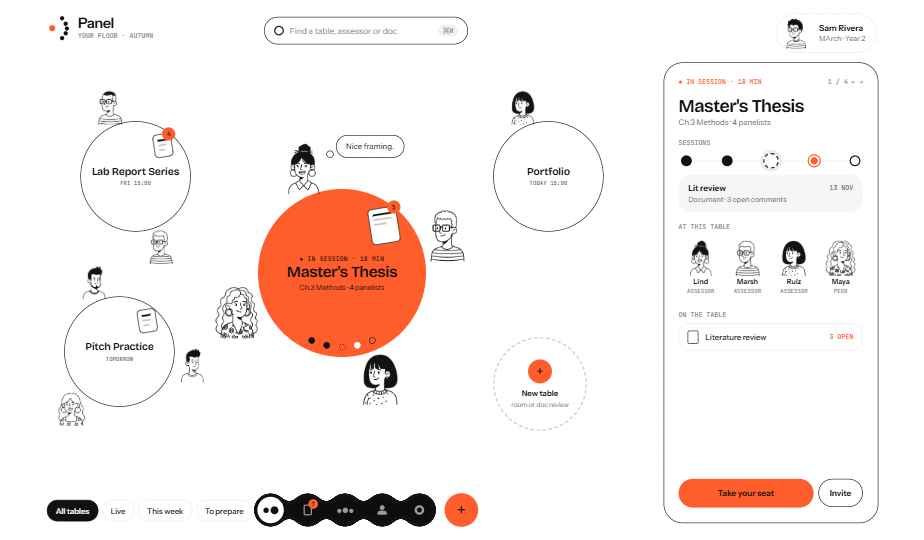 Panel
YOUR FLOOR · AUTUMN
Find a table, assessor or doc
⌘K
Sam Rivera
MArch · Year 2
Lab Report Series
FRI 15:00
Nice framing.
IN SESSION · 18 MIN
Master's Thesis
Ch.3 Methods · 4 panelists
3
Portfolio
TODAY
Pitch Practice
TOMORROW
+
New table
room or doc review
IN SESSION · 18 MIN
1 / 4
Master's Thesis
Ch.3 Methods · 4 panelists
SESSIONS
Lit review
13 NOV
Document · 3 open comments
AT THIS TABLE
Lind
Marsh
Ruiz
Maya
ASSESSOR
ASSESSOR
ASSESSOR
PEER
ON THE TABLE
Literature review
3 OPEN
Take your seat
Invite
All tables
Live
This week
To prepare
+